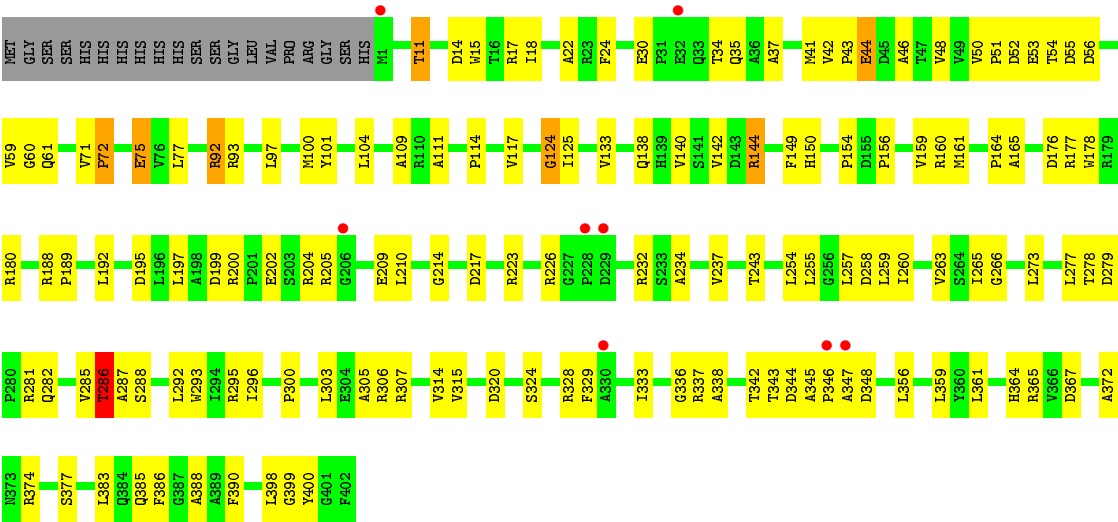 MET GLY SER SER HIS HIS HIS HIS HIS HIS SER SER GLY LEU VAL PRO ARG GLY SER HIS M1 T11 D14 W15 T16 R17 I18 A22 R23 F24 E30 P31 E32 Q33 T34 Q35 A36 A37 M41 V42 P43 E44 D45 A46 T47 V48 V49 V50 P51 D52 E53 T54 D55 D56
V59 G60 Q61 V71 P72 E75 V76 L77 R92 R93 L97 M100 Y101 L104 A109 R110 A111 P114 V117 G124 I125 V133 Q138 H139 V140 S141 V142 D143 R144 F149 H150 P154 D155 P156 V159 R160 M161 P164 A165 D176 R177 W178 R179
R180 R188 P189 L192 D195 L196 L197 A198 D199 R200 P201 E202 S203 R204 R205 G206 E209 L210 G214 D217 R223 R226 G227 P228 D229 R232 S233 A234 V237 T243 L254 L255 G256 L257 D258 L259 I260 V263 S264 I265 G266 L273 L277 T278 D279
P280 R281 Q282 V285 T286 A287 S288 L292 W293 I294 R295 I296 P300 L303 E304 A305 R306 R307 V314 V315 D320 S324 R328 F329 A330 I333 G336 R337 A338 T342 T343 D344 A345 P346 A347 D348 L356 L359 Y360 L361 H364 R365 V366 D367 A372
N373 R374 S377 L383 Q384 Q385 F386 G387 A388 A389 F390 L398 G399 Y400 G401 F402